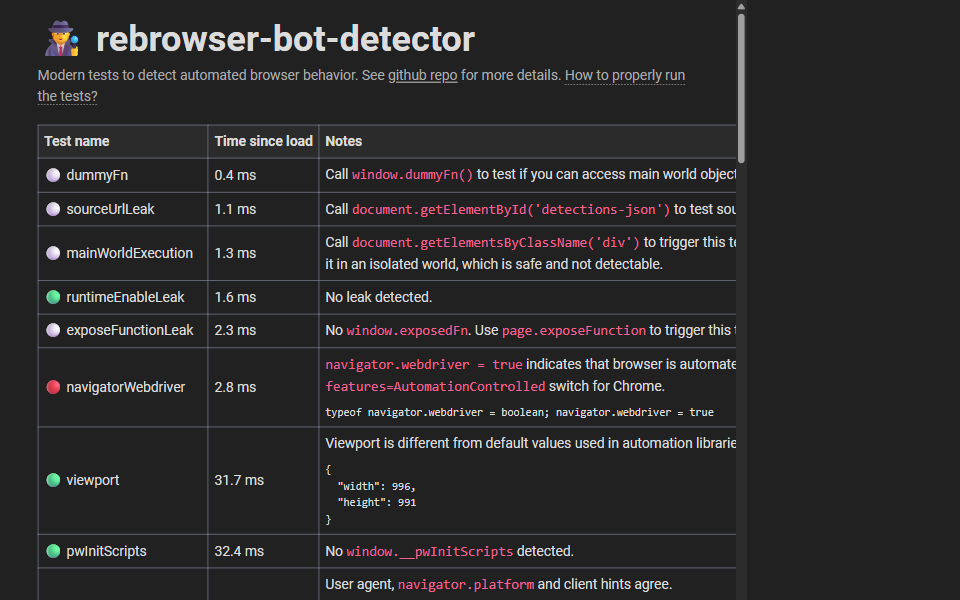 rebrowser-bot-detector
Modern tests to detect automated browser behavior. See github repo for more details. How to properly run
the tests?
Test name Time since load Notes
dummyFn 0.4 ms Call window.dummyFn() to test if you can access main world object
sourceUrlLeak 1.1 ms Call document.getElementById('detections-json') to test sou
mainWorldExecution 1.3 ms Call document.getElementsByClassName('div') to trigger this te
it in an isolated world, which is safe and not detectable.
runtimeEnableLeak 1.6 ms No leak detected.
exposeFunctionLeak 2.3 ms No window.exposedFn. Use page.exposeFunction to trigger this t
navigatorWebdriver 2.8 ms navigator.webdriver = true indicates that browser is automate
features=AutomationControlled switch for Chrome.
typeof navigator.webdriver = boolean; navigator.webdriver = true
viewport 31.7 ms Viewport is different from default values used in automation librarie
{
"width": 996,
"height": 991
}
pwInitScripts 32.4 ms No window.__pwInitScripts detected.
User agent, navigator.platform and client hints agree.